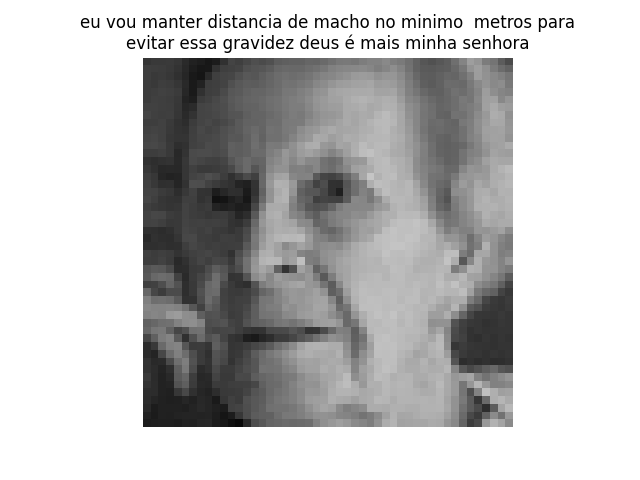 eu vou manter distancia de macho no minimo  metros para
evitar essa gravidez deus é mais minha senhora